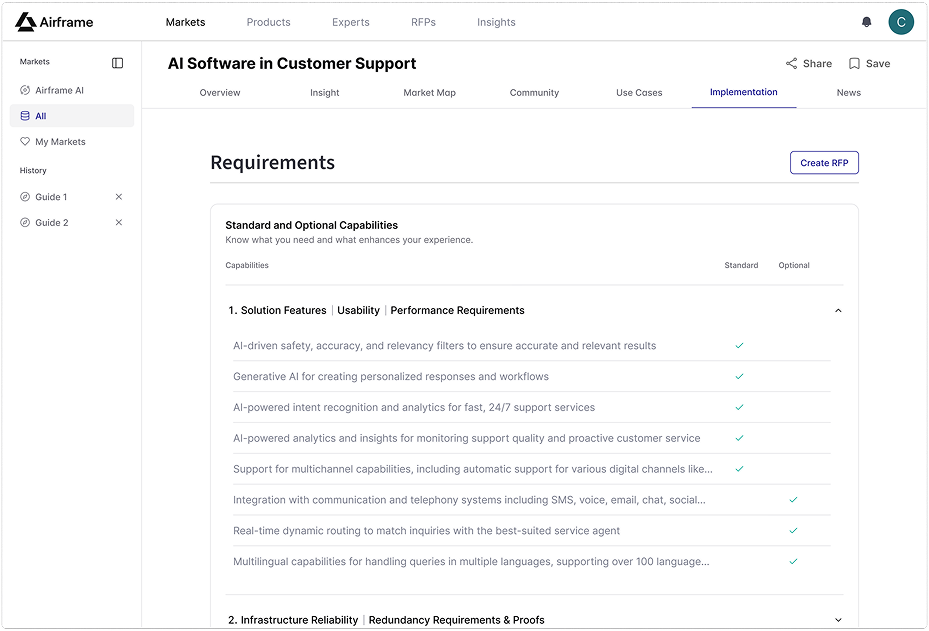 Airframe
Markets
Products
Experts
RFPs
Insights
C
Markets
Airframe AI
All
My Markets
History
Guide 1
Guide 2
AI Software in Customer Support
Share
Save
Overview
Insight
Market Map
Community
Use Cases
Implementation
News
Requirements
Create RFP
Standard and Optional Capabilities
Know what you need and what enhances your experience.
Capabilities
Standard
Optional
1. Solution Features | Usability | Performance Requirements
AI-driven safety, accuracy, and relevancy filters to ensure accurate and relevant results
Generative AI for creating personalized responses and workflows
AI-powered intent recognition and analytics for fast, 24/7 support services
AI-powered analytics and insights for monitoring support quality and proactive customer service
Support for multichannel capabilities, including automatic support for various digital channels like...
Integration with communication and telephony systems including SMS, voice, email, chat, social...
Real-time dynamic routing to match inquiries with the best-suited service agent
Multilingual capabilities for handling queries in multiple languages, supporting over 100 language...
2. Infrastructure Reliability | Redundancy Requirements & Proofs